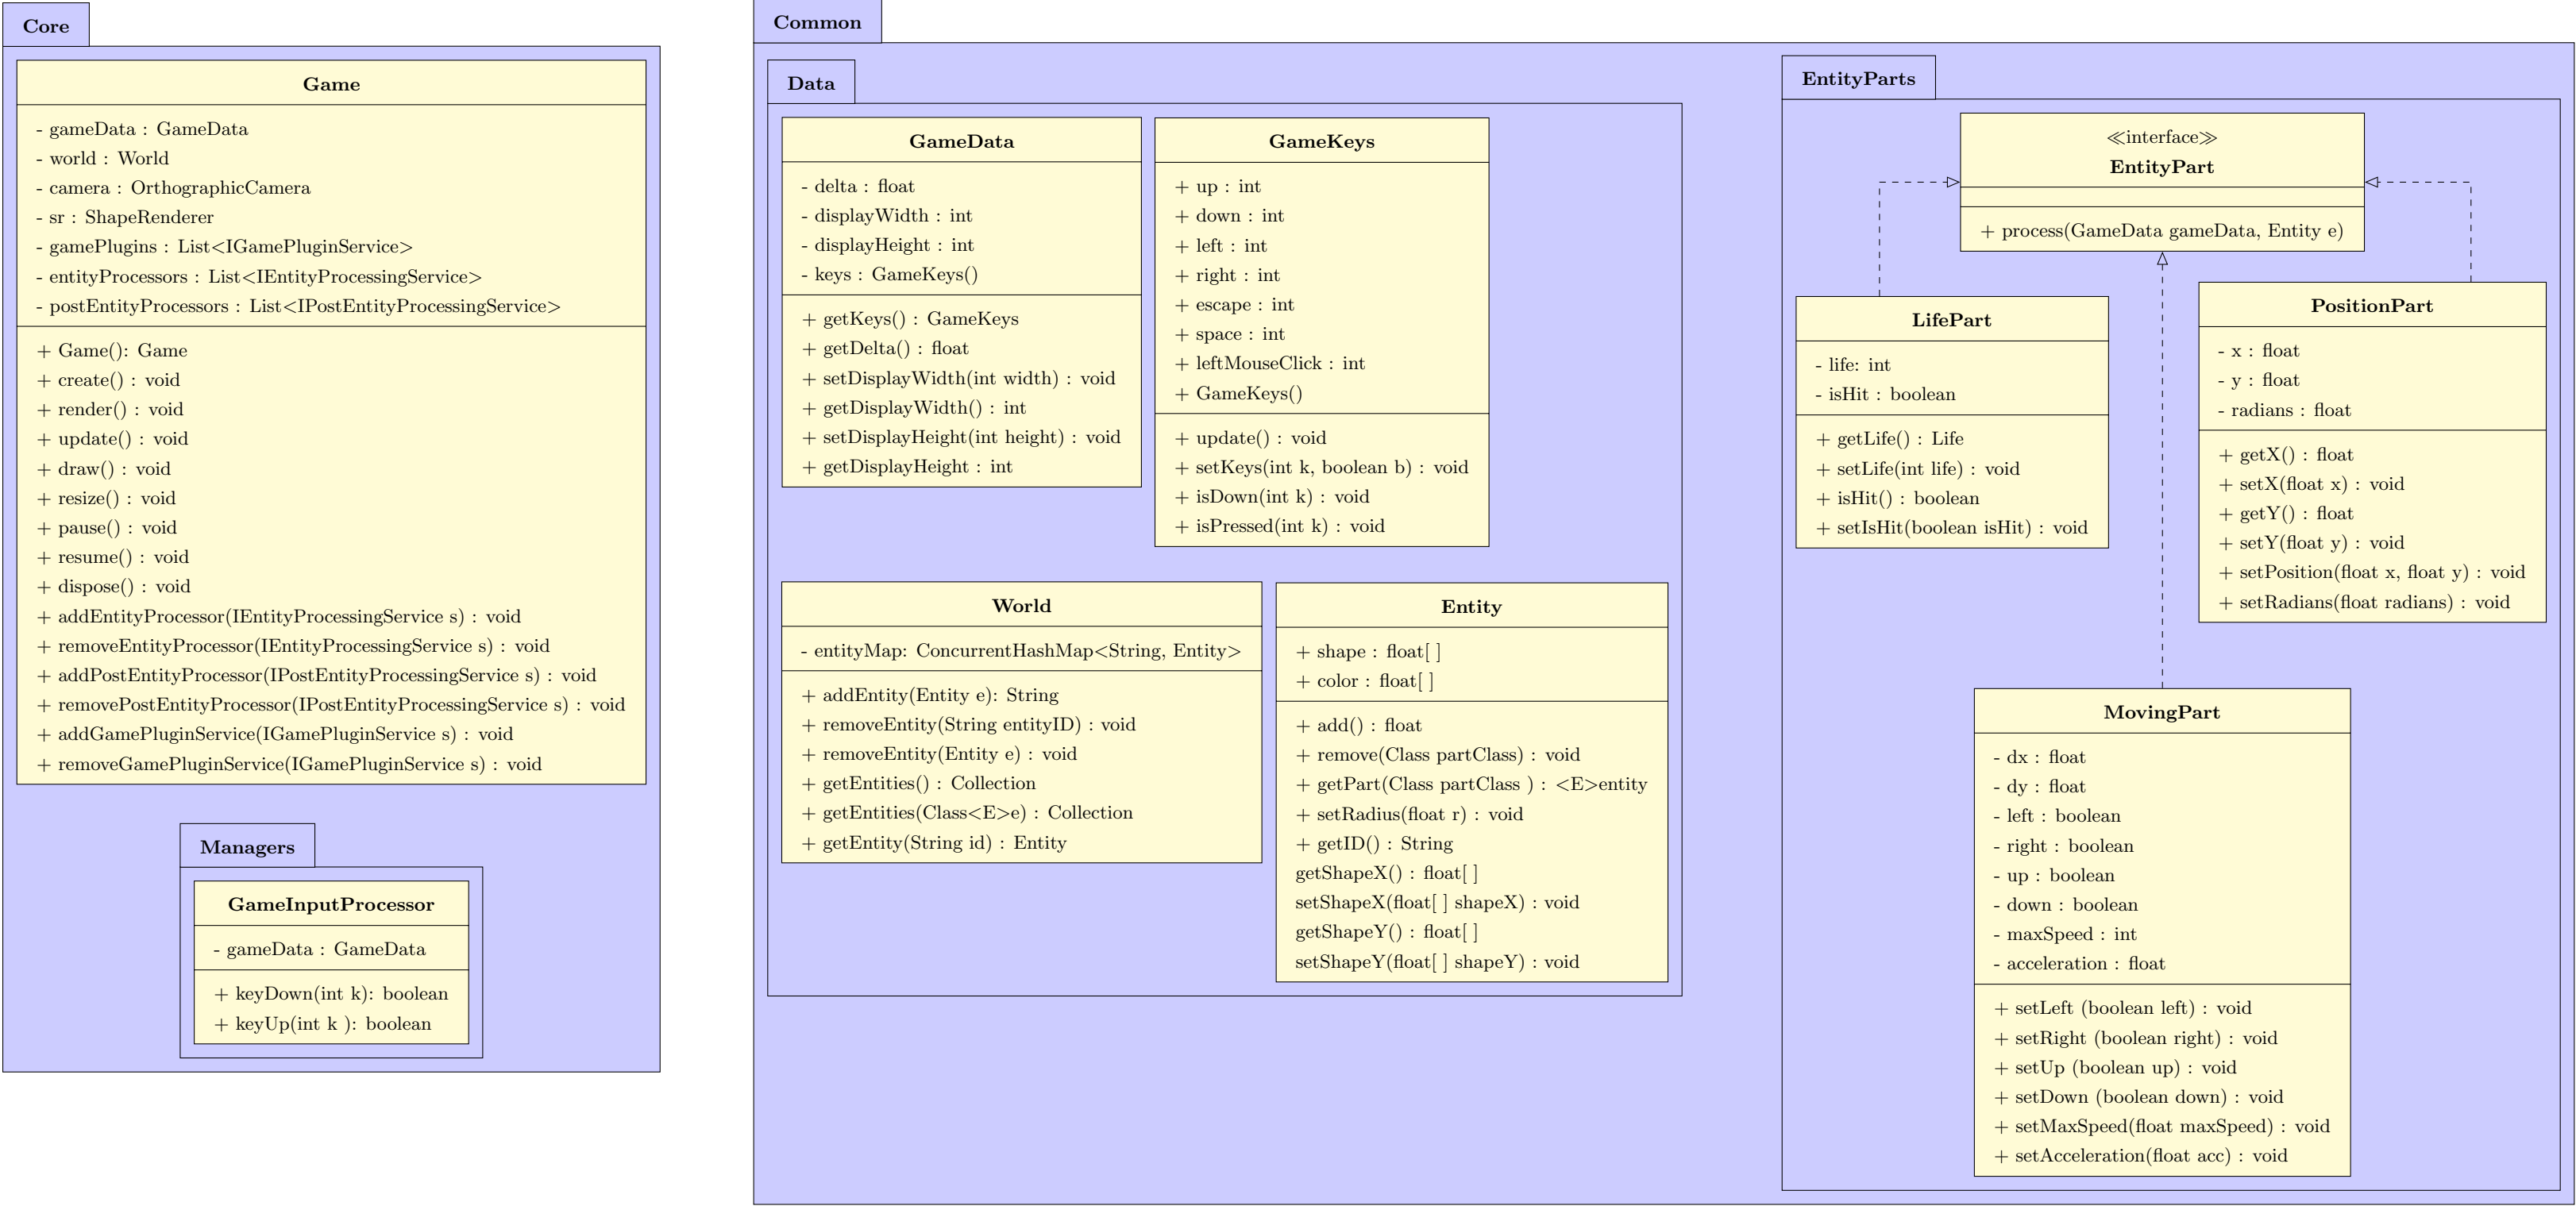 Core
Game
- gameData : GameData
- world : World
- camera : OrthographicCamera
- sr : ShapeRenderer
- gamePlugins : List<IGamePluginService>
- entityProcessors : List<IEntityProcessingService>
- postEntityProcessors : List<IPostEntityProcessingService>
+ Game(): Game
+ create() : void
+ render() : void
+ update() : void
+ draw() : void
+ resize() : void
+ pause() : void
+ resume() : void
+ dispose() : void
+ addEntityProcessor(IEntityProcessingService s) : void
+ removeEntityProcessor(IEntityProcessingService s) : void
+ addPostEntityProcessor(IPostEntityProcessingService s) : void
+ removePostEntityProcessor(IPostEntityProcessingService s) : void
+ addGamePluginService(IGamePluginService s) : void
+ removeGamePluginService(IGamePluginService s) : void
Managers
GameInputProcessor
- gameData : GameData
+ keyDown(int k): boolean
+ keyUp(int k ): boolean
Common
Data
GameData
- delta : float
- displayWidth : int
- displayHeight : int
- keys : GameKeys()
+ getKeys() : GameKeys
+ getDelta() : float
+ setDisplayWidth(int width) : void
+ getDisplayWidth() : int
+ setDisplayHeight(int height) : void
+ getDisplayHeight : int
GameKeys
+ up : int
+ down : int
+ left : int
+ right : int
+ escape : int
+ space : int
+ leftMouseClick : int
+ GameKeys()
+ update() : void
+ setKeys(int k, boolean b) : void
+ isDown(int k) : void
+ isPressed(int k) : void
World
- entityMap: ConcurrentHashMap<String, Entity>
+ addEntity(Entity e): String
+ removeEntity(String entityID) : void
+ removeEntity(Entity e) : void
+ getEntities() : Collection
+ getEntities(Class<E>e) : Collection
+ getEntity(String id) : Entity
Entity
+ shape : float[ ]
+ color : float[ ]
+ add() : float
+ remove(Class partClass) : void
+ getPart(Class partClass ) : <E>entity
+ setRadius(float r) : void
+ getID() : String
getShapeX() : float[ ]
setShapeX(float[ ] shapeX) : void
getShapeY() : float[ ]
setShapeY(float[ ] shapeY) : void
EntityParts
≪interface≫
EntityPart
+ process(GameData gameData, Entity e)
LifePart
- life: int
- isHit : boolean
+ getLife() : Life
+ setLife(int life) : void
+ isHit() : boolean
+ setIsHit(boolean isHit) : void
PositionPart
- x : float
- y : float
- radians : float
+ getX() : float
+ setX(float x) : void
+ getY() : float
+ setY(float y) : void
+ setPosition(float x, float y) : void
+ setRadians(float radians) : void
MovingPart
- dx : float
- dy : float
- left : boolean
- right : boolean
- up : boolean
- down : boolean
- maxSpeed : int
- acceleration : float
+ setLeft (boolean left) : void
+ setRight (boolean right) : void
+ setUp (boolean up) : void
+ setDown (boolean down) : void
+ setMaxSpeed(float maxSpeed) : void
+ setAcceleration(float acc) : void